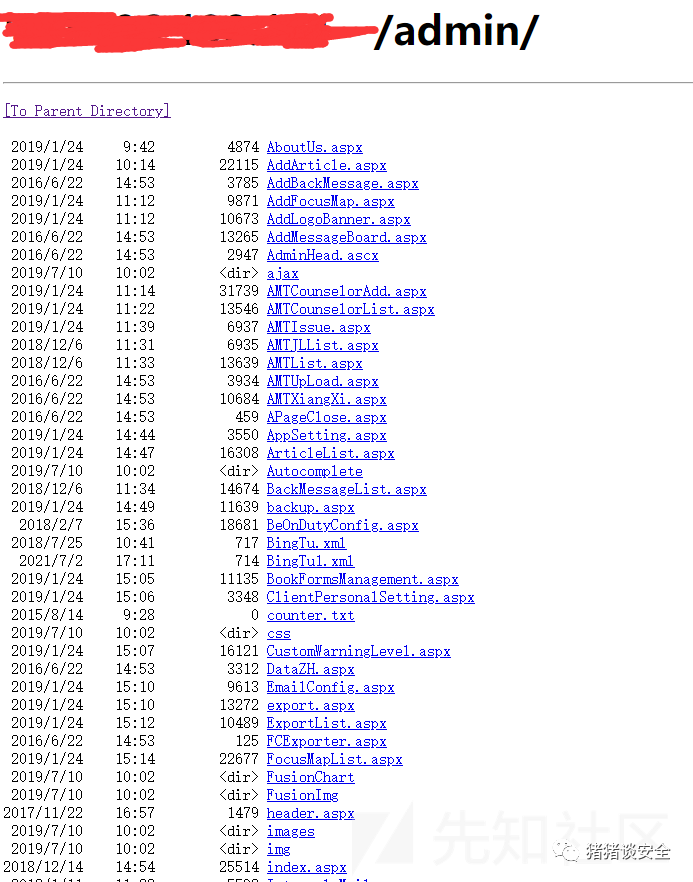 /admin/
[To Parent Directory]
2019/1/24 9:42 4874 AboutUs.aspx
2019/1/24 10:14 22115 AddArticle.aspx
2016/6/22 14:53 3785 AddBackMessage.aspx
2019/1/24 11:12 9871 AddFocusMap.aspx
2019/1/24 11:12 10673 AddLogoBanner.aspx
2016/6/22 14:53 13265 AddMessageBoard.aspx
2016/6/22 14:53 2947 AdminHead.ascx
2019/7/10 10:02 <dir> ajax
2019/1/24 11:14 31739 AMTCounselorAdd.aspx
2019/1/24 11:22 13546 AMTCounselorList.aspx
2019/1/24 11:39 6937 AMTIssue.aspx
2018/12/6 11:31 6935 AMTJLList.aspx
2018/12/6 11:33 13639 AMTList.aspx
2016/6/22 14:53 3934 AMTUpLoad.aspx
2016/6/22 14:53 10684 AMTXiangXi.aspx
2016/6/22 14:53 459 APageClose.aspx
2019/1/24 14:44 3550 AppSetting.aspx
2019/1/24 14:47 16308 ArticleList.aspx
2019/7/10 10:02 <dir> Autocomplete
2018/12/6 11:34 14674 BackMessageList.aspx
2019/1/24 14:49 11639 backup.aspx
2018/2/7 15:36 18681 BeOnDutyConfig.aspx
2018/7/25 10:41 717 BingTu.xml
2021/7/2 17:11 714 BingTu1.xml
2019/1/24 15:05 11135 BookFormsManagement.aspx
2019/1/24 15:06 3348 ClientPersonalSetting.aspx
2015/8/14 9:28 0 counter.txt
2019/7/10 10:02 <dir> css
2019/1/24 15:07 16121 CustomWarningLevel.aspx
2016/6/22 14:53 3312 DataZH.aspx
2019/1/24 15:10 9613 EmailConfig.aspx
2019/1/24 15:10 13272 export.aspx
2019/1/24 15:12 10489 ExportList.aspx
2016/6/22 14:53 125 FCExporter.aspx
2019/1/24 15:14 22677 FocusMapList.aspx
2019/7/10 10:02 <dir> FusionChart
2019/7/10 10:02 <dir> FusionImg
2017/11/22 16:57 1479 header.aspx
2019/7/10 10:02 <dir> images
2019/7/10 10:02 <dir> img
2018/12/14 14:54 25514 index.aspx
先知社区
猪猪谈安全